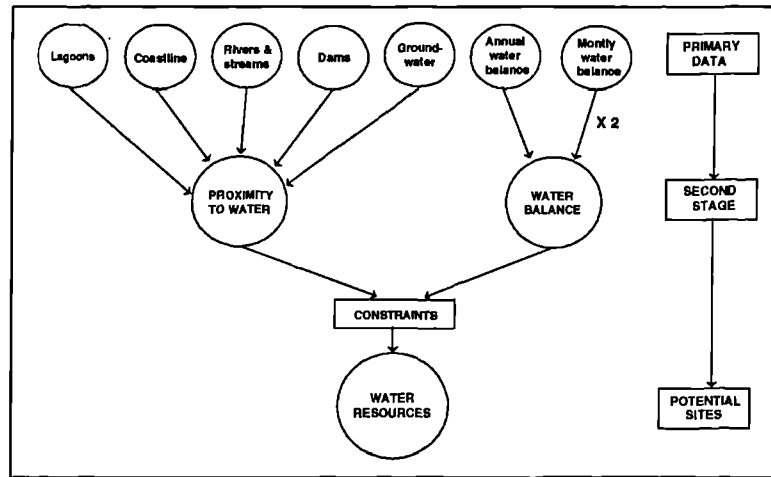 Lagoons
Coastline
Rivers &
streams
Dams
Ground-
water
Annual
water
balance
Montly
water
balance
PRIMARY
DATA
X 2
PROXIMITY
TO WATER
WATER
BALANCE
SECOND
STAGE
CONSTRAINTS
WATER
RESOURCES
POTENTIAL
SITES